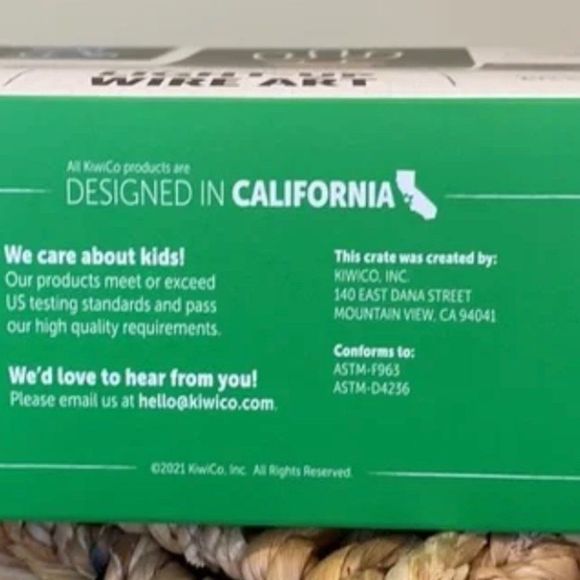 WIRE ART
All KiwiCo products are
DESIGNED IN CALIFORNIA
We care about kids!
Our products meet or exceed
US testing standards and pass
our high quality requirements.
We'd love to hear from you!
Please email us at hello@kiwico.com.
This crate was created by:
KIWICO, INC.
140 EAST DANA STREET
MOUNTAIN VIEW, CA 94041
Conforms to:
ASTM-F963
ASTM-D4236
©2021 KiwiCo, Inc. All Rights Reserved.